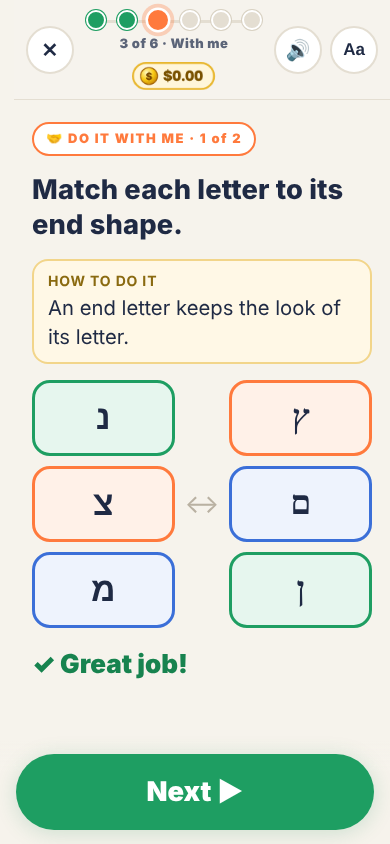 3 of 6 · With me
$0.00
Aa
DO IT WITH ME · 1 of 2
Match each letter to its
end shape.
HOW TO DO IT
An end letter keeps the look of
its letter.
נ
ץ
צ
ם
מ
ן
Great job!
Next